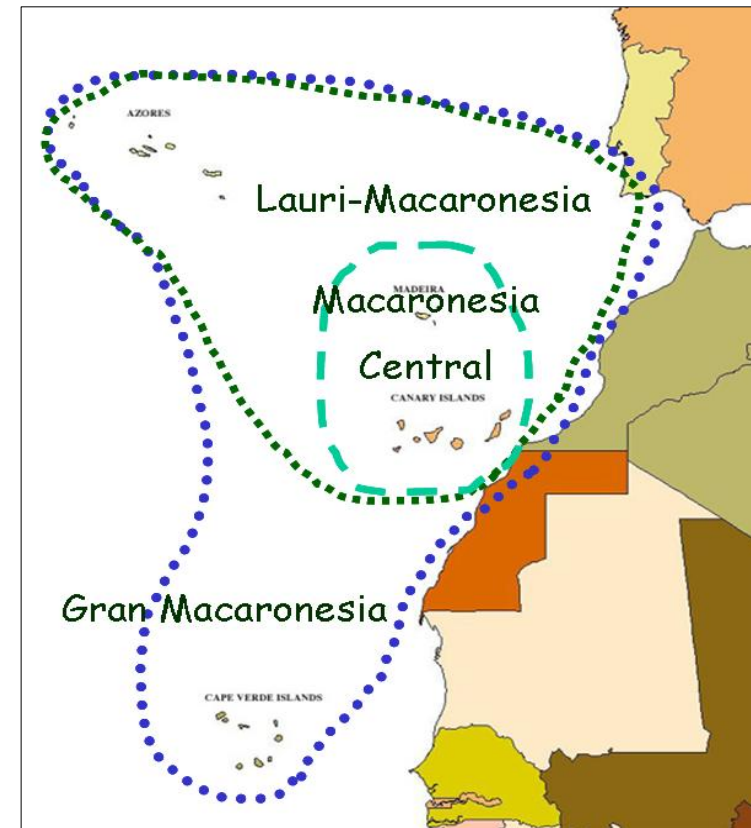 AZORES
Lauri-Macaronesia
MADEIRA
Macaronesia
Central
CANARY ISLANDS
Gran Macaronesia
CAPE VERDE ISLANDS